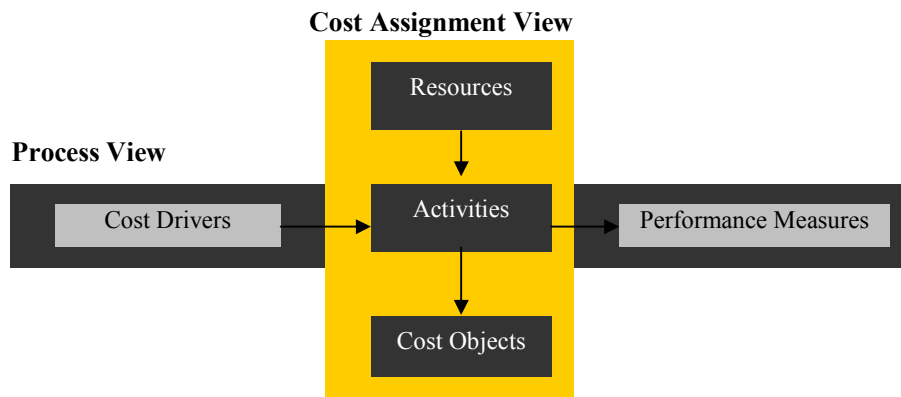 Cost Assignment View
Resources
Process View
Cost Drivers
Activities
Performance Measures
Cost Objects